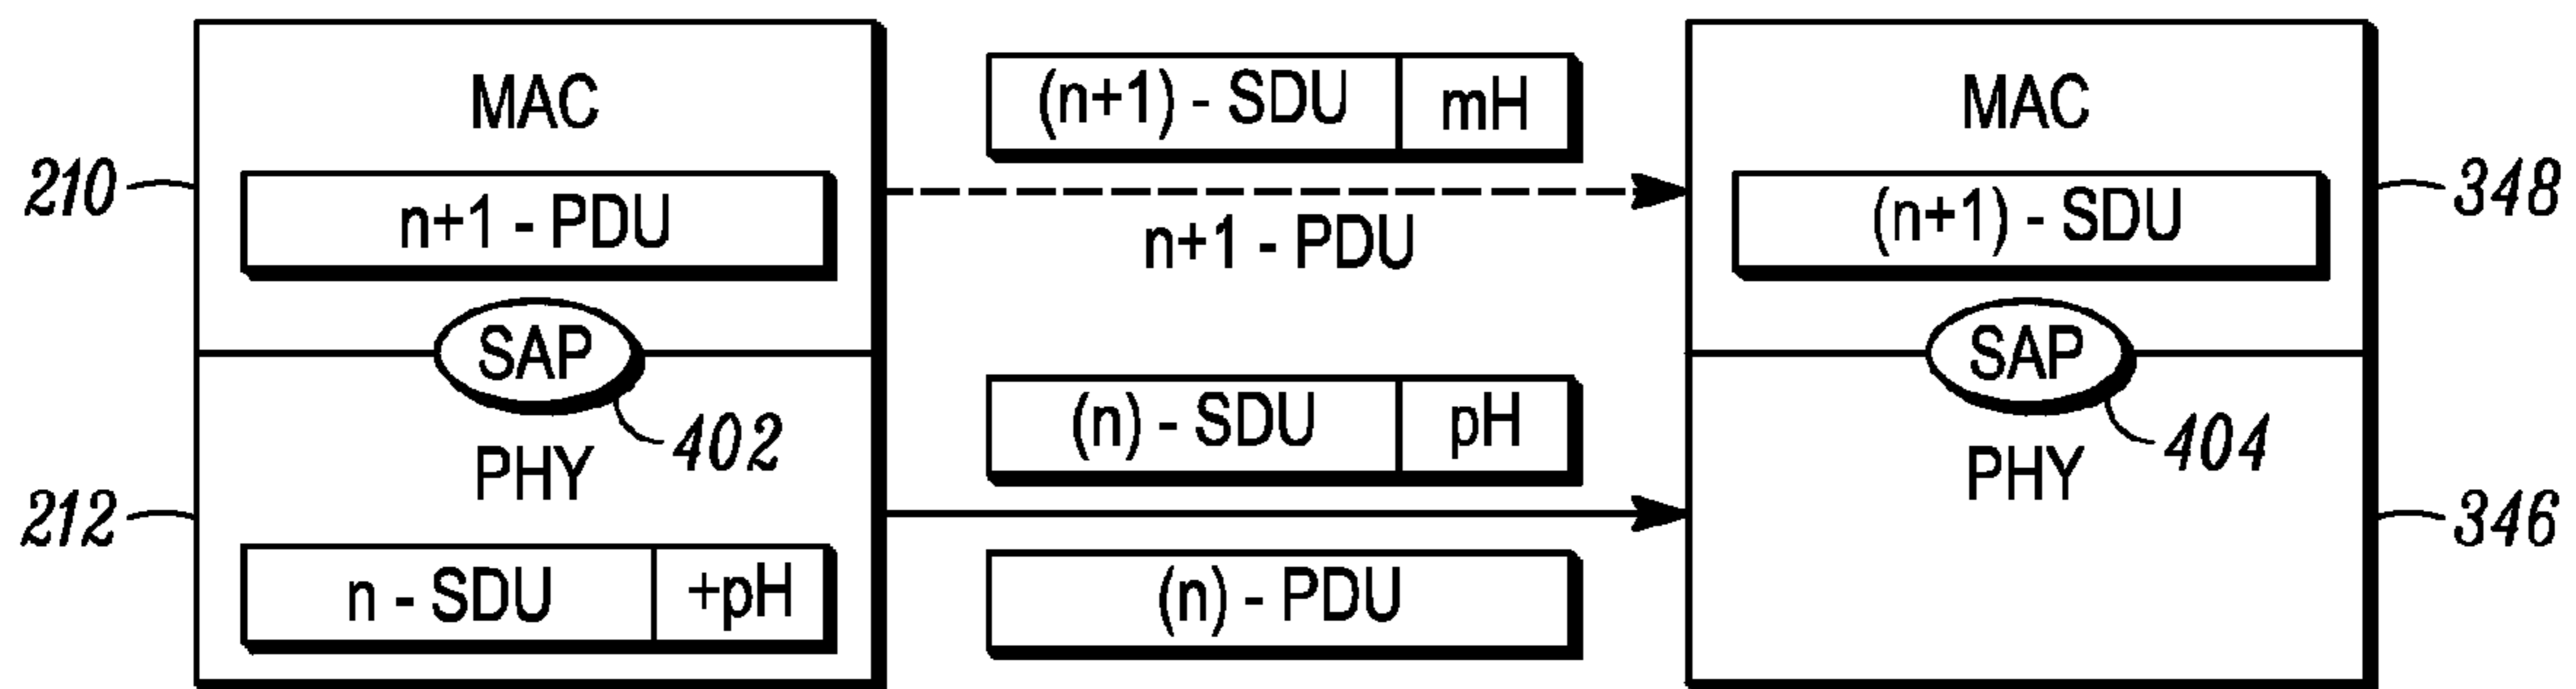 MAC
210
n+1 - PDU
SAP
402
PHY
212
n - SDU
+pH
(n+1) - SDU
mH
n+1 - PDU
(n) - SDU
pH
(n) - PDU
MAC
348
(n+1) - SDU
SAP
404
PHY
346